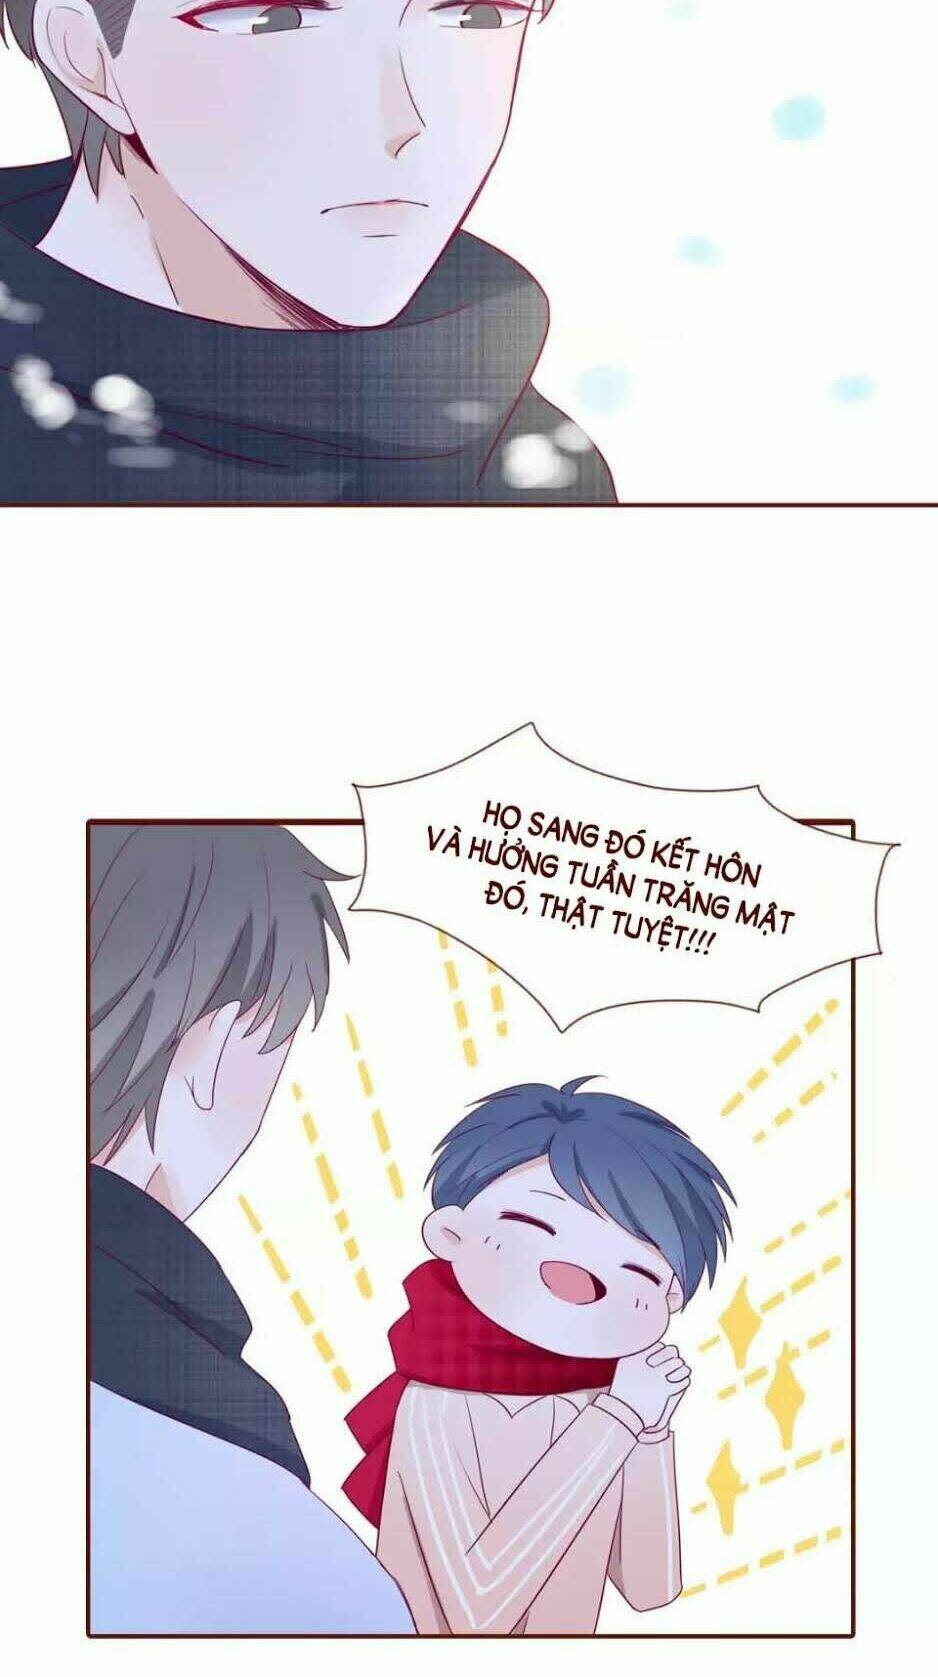 HỌ SANG ĐÓ KẾT HÔN
VÀ HƯỞNG TUẦN TRĂNG MẬT
ĐÓ, THẬT TUYỆT!!!